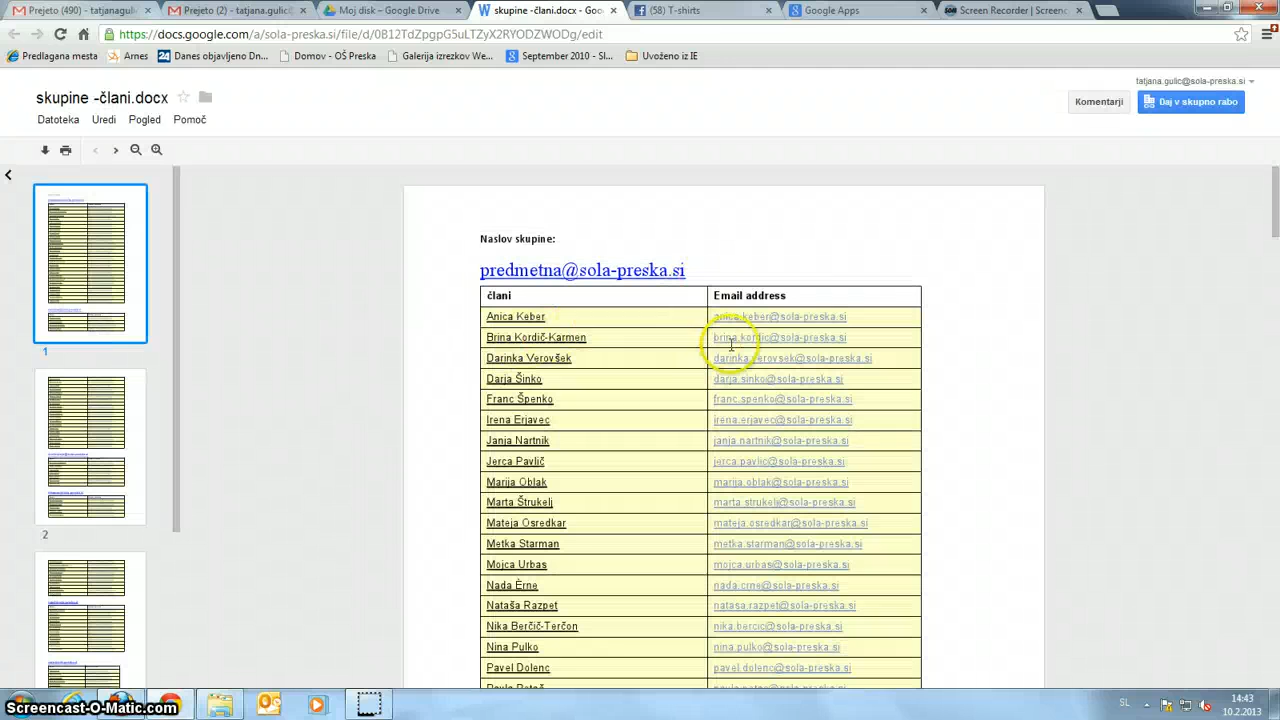 Prejeto (490) - tatjanagul
Prejeto (2) - tatjana.gulic@
Moj disk – Google Drive
skupine -člani.docx - Goo
(58) T-shirts
Google Apps
Screen Recorder | Screenc
https://docs.google.com/a/sola-preska.si/file/d/0B12TdZpgpG5uLTZyX2RYODZWODg/edit
Predlagana mesta
Arnes
Danes objavljeno Dn...
Domov - OŠ Preska
Galerija izrezkov We...
September 2010 - Sl...
Uvoženo iz IE
tatjana.gulic@sola-preska.si
skupine -člani.docx
Komentarji
Daj v skupno rabo
Datoteka Uredi Pogled Pomoč
1
2
Naslov skupine:
predmetna@sola-preska.si
člani Email address
Anica Keber anica.keber@sola-preska.si
Brina Kordič-Karmen brina.kordic@sola-preska.si
Darinka Verovšek darinka.verovsek@sola-preska.si
Darja Šinko darja.sinko@sola-preska.si
Franc Špenko franc.spenko@sola-preska.si
Irena Erjavec irena.erjavec@sola-preska.si
Janja Nartnik janja.nartnik@sola-preska.si
Jerca Pavlič jerca.pavlic@sola-preska.si
Marija Oblak marija.oblak@sola-preska.si
Marta Štrukelj marta.strukelj@sola-preska.si
Mateja Osredkar mateja.osredkar@sola-preska.si
Metka Starman metka.starman@sola-preska.si
Mojca Urbas mojca.urbas@sola-preska.si
Nada Èrne nada.crne@sola-preska.si
Nataša Razpet natasa.razpet@sola-preska.si
Nika Berčič-Terčon nika.bercic@sola-preska.si
Nina Pulko nina.pulko@sola-preska.si
Pavel Dolenc pavel.dolenc@sola-preska.si
Screencast-O-Matic.com
SL
14:43
10.2.2013